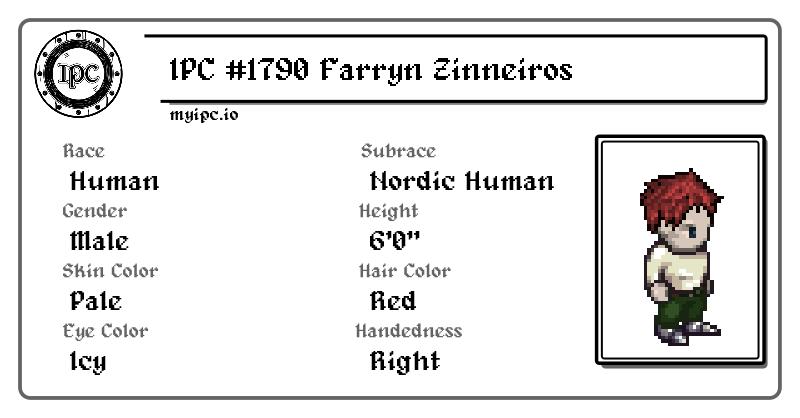 IPC
IPC #1790 Farryn Zinneiros
myipc.io
Race
Human
Subrace
Nordic Human
Gender
Male
Height
6'0"
Skin Color
Pale
Hair Color
Red
Eye Color
Icy
Handedness
Right